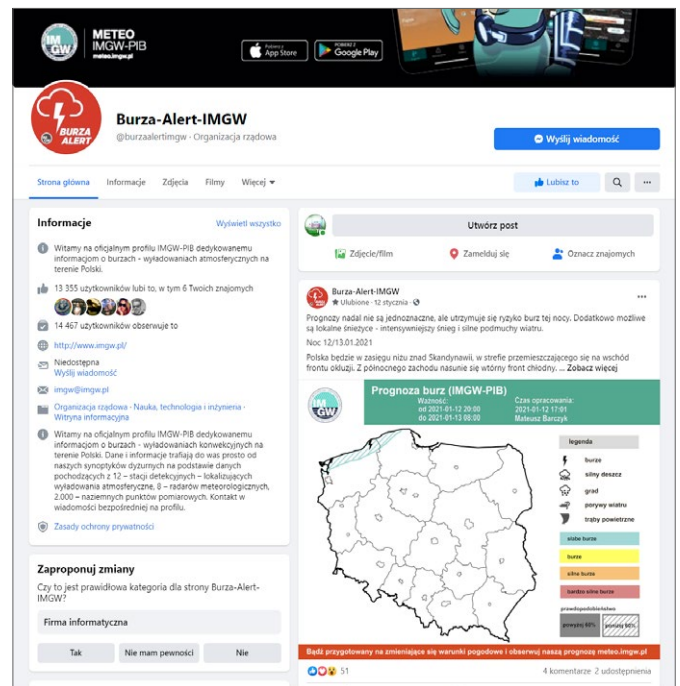 IM
GW
METEO
IMGW-PIB
meteo.imgw.pl
Pobierz z
App Store
POBIERZ Z
Google Play
BURZA
ALERT
Burza-Alert-IMGW
@burzaalertimgw · Organizacja rządowa
Wyślij wiadomość
Strona główna
Informacje
Zdjęcia
Filmy
Więcej
Lubisz to
Informacje
Wyświetl wszystko
Witamy na oficjalnym profilu IMGW-PIB dedykowanemu
informacjom o burzach - wyładowaniach atmosferycznych na
terenie Polski.
13 355 użytkowników lubi to, w tym 6 Twoich znajomych
14 467 użytkowników obserwuje to
http://www.imgw.pl/
Niedostępna
Wyślij wiadomość
imgw@imgw.pl
Organizacja rządowa · Nauka, technologia i inżynieria ·
Witryna informacyjna
Witamy na oficjalnym profilu IMGW-PIB dedykowanemu
informacjom o burzach - wyładowaniach konwekcyjnych na
terenie Polski. Dane i informacje trafiają do was prosto od
naszych synoptyków dyżurnych na podstawie danych
pochodzących z 12 – stacji detekcyjnych – lokalizujących
wyładowania atmosferyczne, 8 – radarów meteorologicznych,
2.000 – naziemnych punktów pomiarowych. Kontakt w
wiadomości bezpośredniej na profilu.
Zasady ochrony prywatności
Zaproponuj zmiany
Czy to jest prawidłowa kategoria dla strony Burza-Alert-
IMGW?
Firma informatyczna
Tak
Nie mam pewności
Nie
Utwórz post
Zdjęcie/film
Zamelduj się
Oznacz znajomych
Burza-Alert-IMGW
Ulubione · 12 stycznia ·
Prognozy nadal nie są jednoznaczne, ale utrzymuje się ryzyko burz tej nocy. Dodatkowo możliwe
są lokalne śnieżyce - intensywniejszy śnieg i silne podmuchy wiatru.
Noc 12/13.01.2021
Polska będzie w zasięgu niżu znad Skandynawii, w strefie przemieszczającego się na wschód
frontu okluzji. Z północnego zachodu nasunie się wtórny front chłodny. ... Zobacz więcej
IM
GW
Prognoza burz (IMGW-PIB)
Ważność:
od 2021-01-12 20:00
do 2021-01-13 08:00
Czas opracowania:
2021-01-12 17:01
Mateusz Barczyk
legenda
burze
silny deszcz
grad
porywy wiatru
trąby powietrzne
słabe burze
burze
silne burze
bardzo silne burze
prawdopodobieństwo
powyżej 60%
poniżej 60%
Bądź przygotowany na zmieniające się warunki pogodowe i obserwuj naszą prognozę meteo.imgw.pl
51
4 komentarze 2 udostępnienia